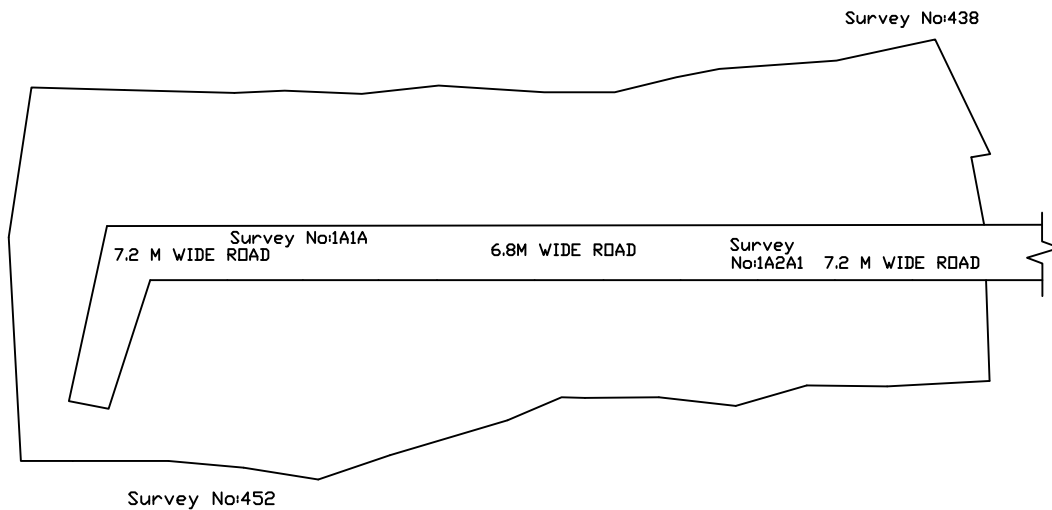 Survey No:438
Survey No:1A1A
7.2 M WIDE ROAD
6.8M WIDE ROAD
Survey
No:1A2A1
7.2 M WIDE ROAD
Survey No:452